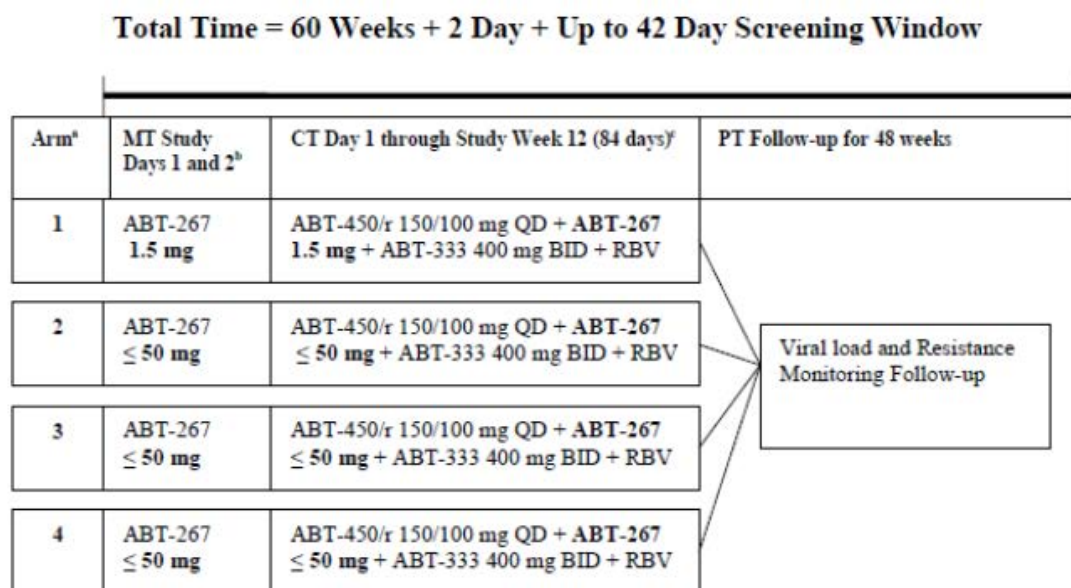 Total Time = 60 Weeks + 2 Day + Up to 42 Day Screening Window
Armᵃ
MT Study
Days 1 and 2ᵇ
CT Day 1 through Study Week 12 (84 days)ᶜ
PT Follow-up for 48 weeks
1
ABT-267
1.5 mg
ABT-450/r 150/100 mg QD + ABT-267
1.5 mg + ABT-333 400 mg BID + RBV
2
ABT-267
≤ 50 mg
ABT-450/r 150/100 mg QD + ABT-267
≤ 50 mg + ABT-333 400 mg BID + RBV
3
ABT-267
≤ 50 mg
ABT-450/r 150/100 mg QD + ABT-267
≤ 50 mg + ABT-333 400 mg BID + RBV
4
ABT-267
≤ 50 mg
ABT-450/r 150/100 mg QD + ABT-267
≤ 50 mg + ABT-333 400 mg BID + RBV
Viral load and Resistance
Monitoring Follow-up